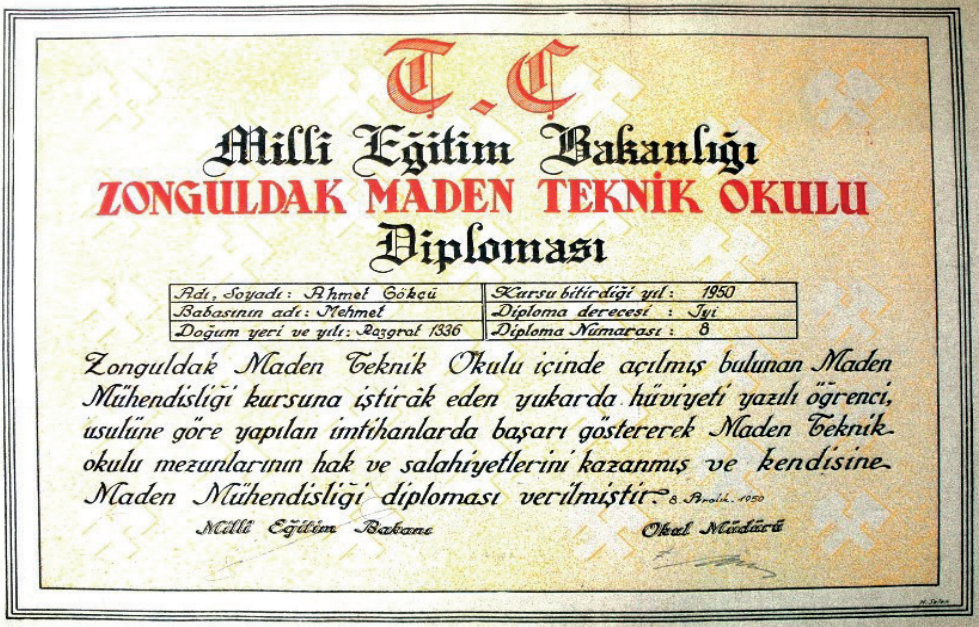 T.C
Milli Eğitim Bakanlığı
ZONGULDAK MADEN TEKNİK OKULU
Diploması
Adı, Soyadı: Ahmet Gökçü
Babasının adı: Mehmet
Doğum yeri ve yılı: Razgrat 1336
Kursu bitirdiği yıl: 1950
Diploma derecesi: İyi
Diploma Numarası: 8
Zonguldak Maden Teknik Okulu içinde açılmış bulunan Maden
Mühendisliği kursuna iştirâk eden yukarda hüviyeti yazılı öğrenci,
usulüne göre yapılan imtihanlarda başarı göstererek Maden Teknik
okulu mezunlarının hak ve salahiyetlerini kazanmış ve kendisine
Maden Mühendisliği diploması verilmiştir. 8. Aralık. 1950
Millî Eğitim Bakanı
Okul Müdürü